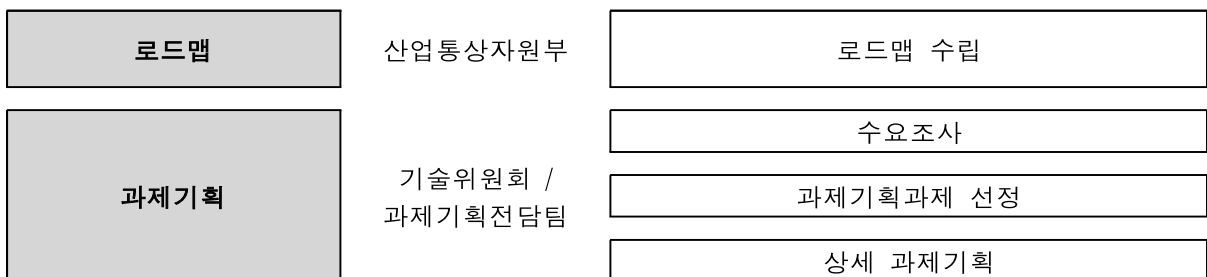 로드맵
산업통상자원부
로드맵 수립
과제기획
기술위원회 /
과제기획전담팀
수요조사
과제기획과제 선정
상세 과제기획